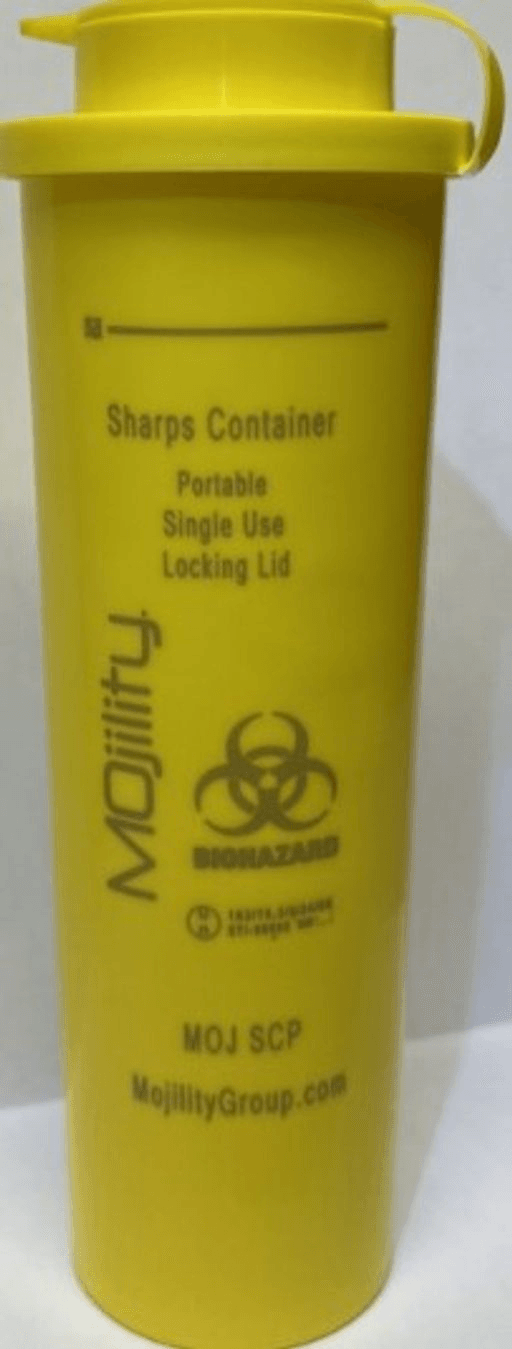 Sharps Container
Portable
Single Use
Locking Lid
Mojility
BIOHAZARD
MOJ SCP
MojilityGroup.com